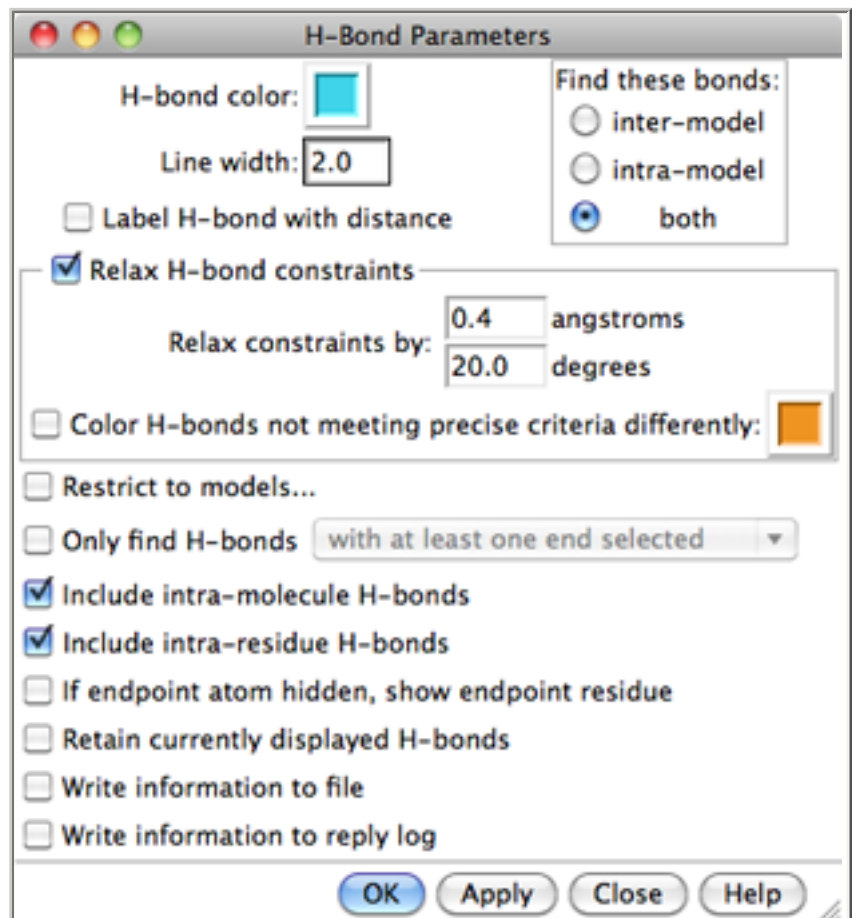 H-Bond Parameters
H-bond color:
Line width: 2.0
Label H-bond with distance
Find these bonds:
inter-model
intra-model
both
Relax H-bond constraints
Relax constraints by:
0.4 angstroms
20.0 degrees
Color H-bonds not meeting precise criteria differently:
Restrict to models...
Only find H-bonds with at least one end selected
Include intra-molecule H-bonds
Include intra-residue H-bonds
If endpoint atom hidden, show endpoint residue
Retain currently displayed H-bonds
Write information to file
Write information to reply log
OK Apply Close Help